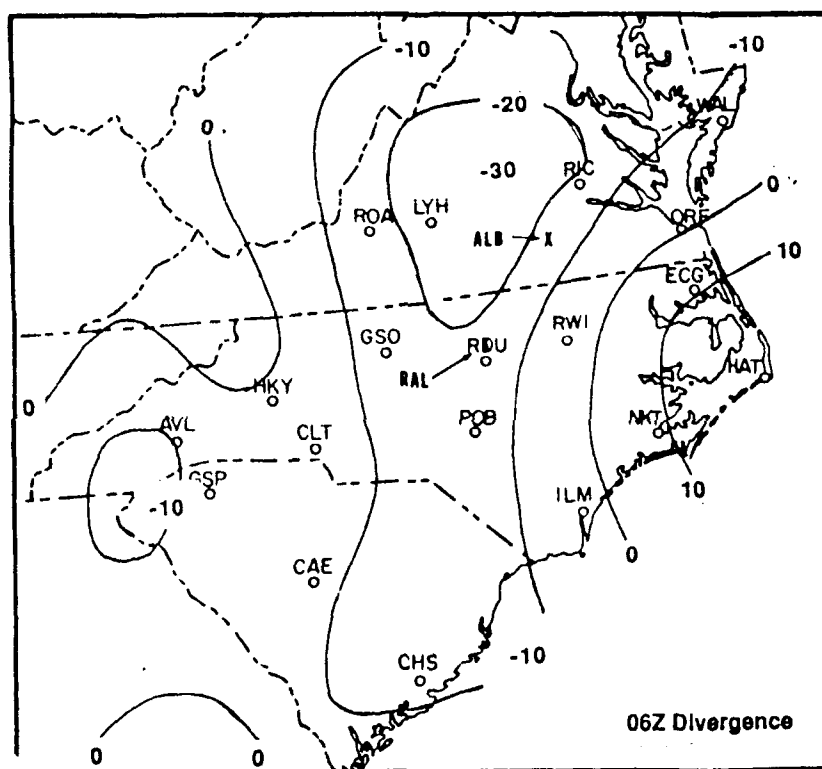 -10
-10
0
-20
WAL
-30
RIC
0
LYH
ROA
ORF
ALB X
10
ECG
GSO
RWI
RDU
RAL
HAT
HKY
0
AVL
POB
NKT
CLT
GSP
-10
10
ILM
0
CAE
-10
CHS
06Z Divergence
0
0